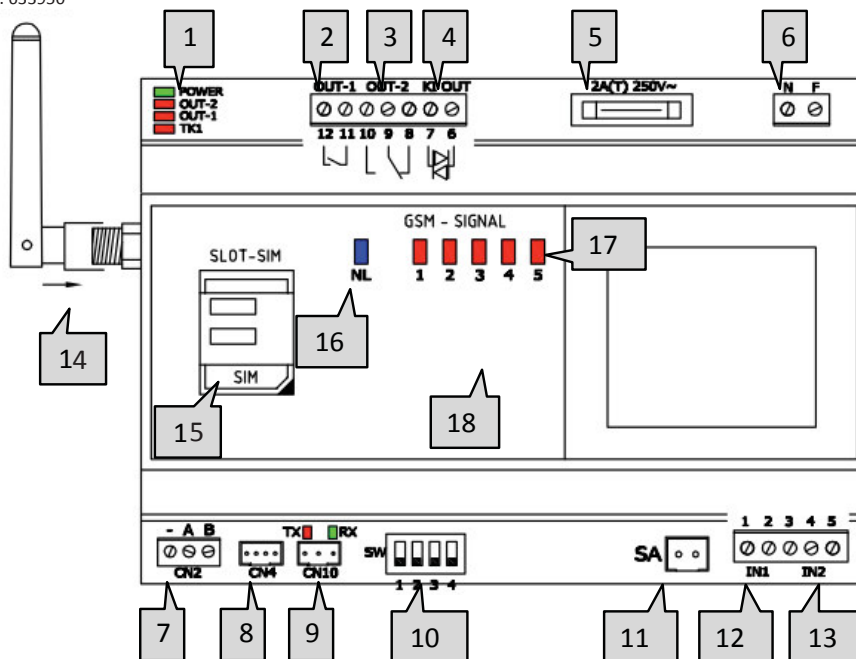 1 2 3 4 5 6
POWER
OUT-2
OUT-1
TK1
OUT-1 OUT-2 K1 OUT
12 11 10 9 8 7 6
2A(T) 250V~
N F
GSM - SIGNAL
SLOT-SIM
NL
1 2 3 4 5
17
SIM
14
15
16
18
- A B
CN2
CN4
TX RX
CN10
SW
1 2 3 4
SA
1 2 3 4 5
IN1 IN2
7 8 9 10 11 12 13